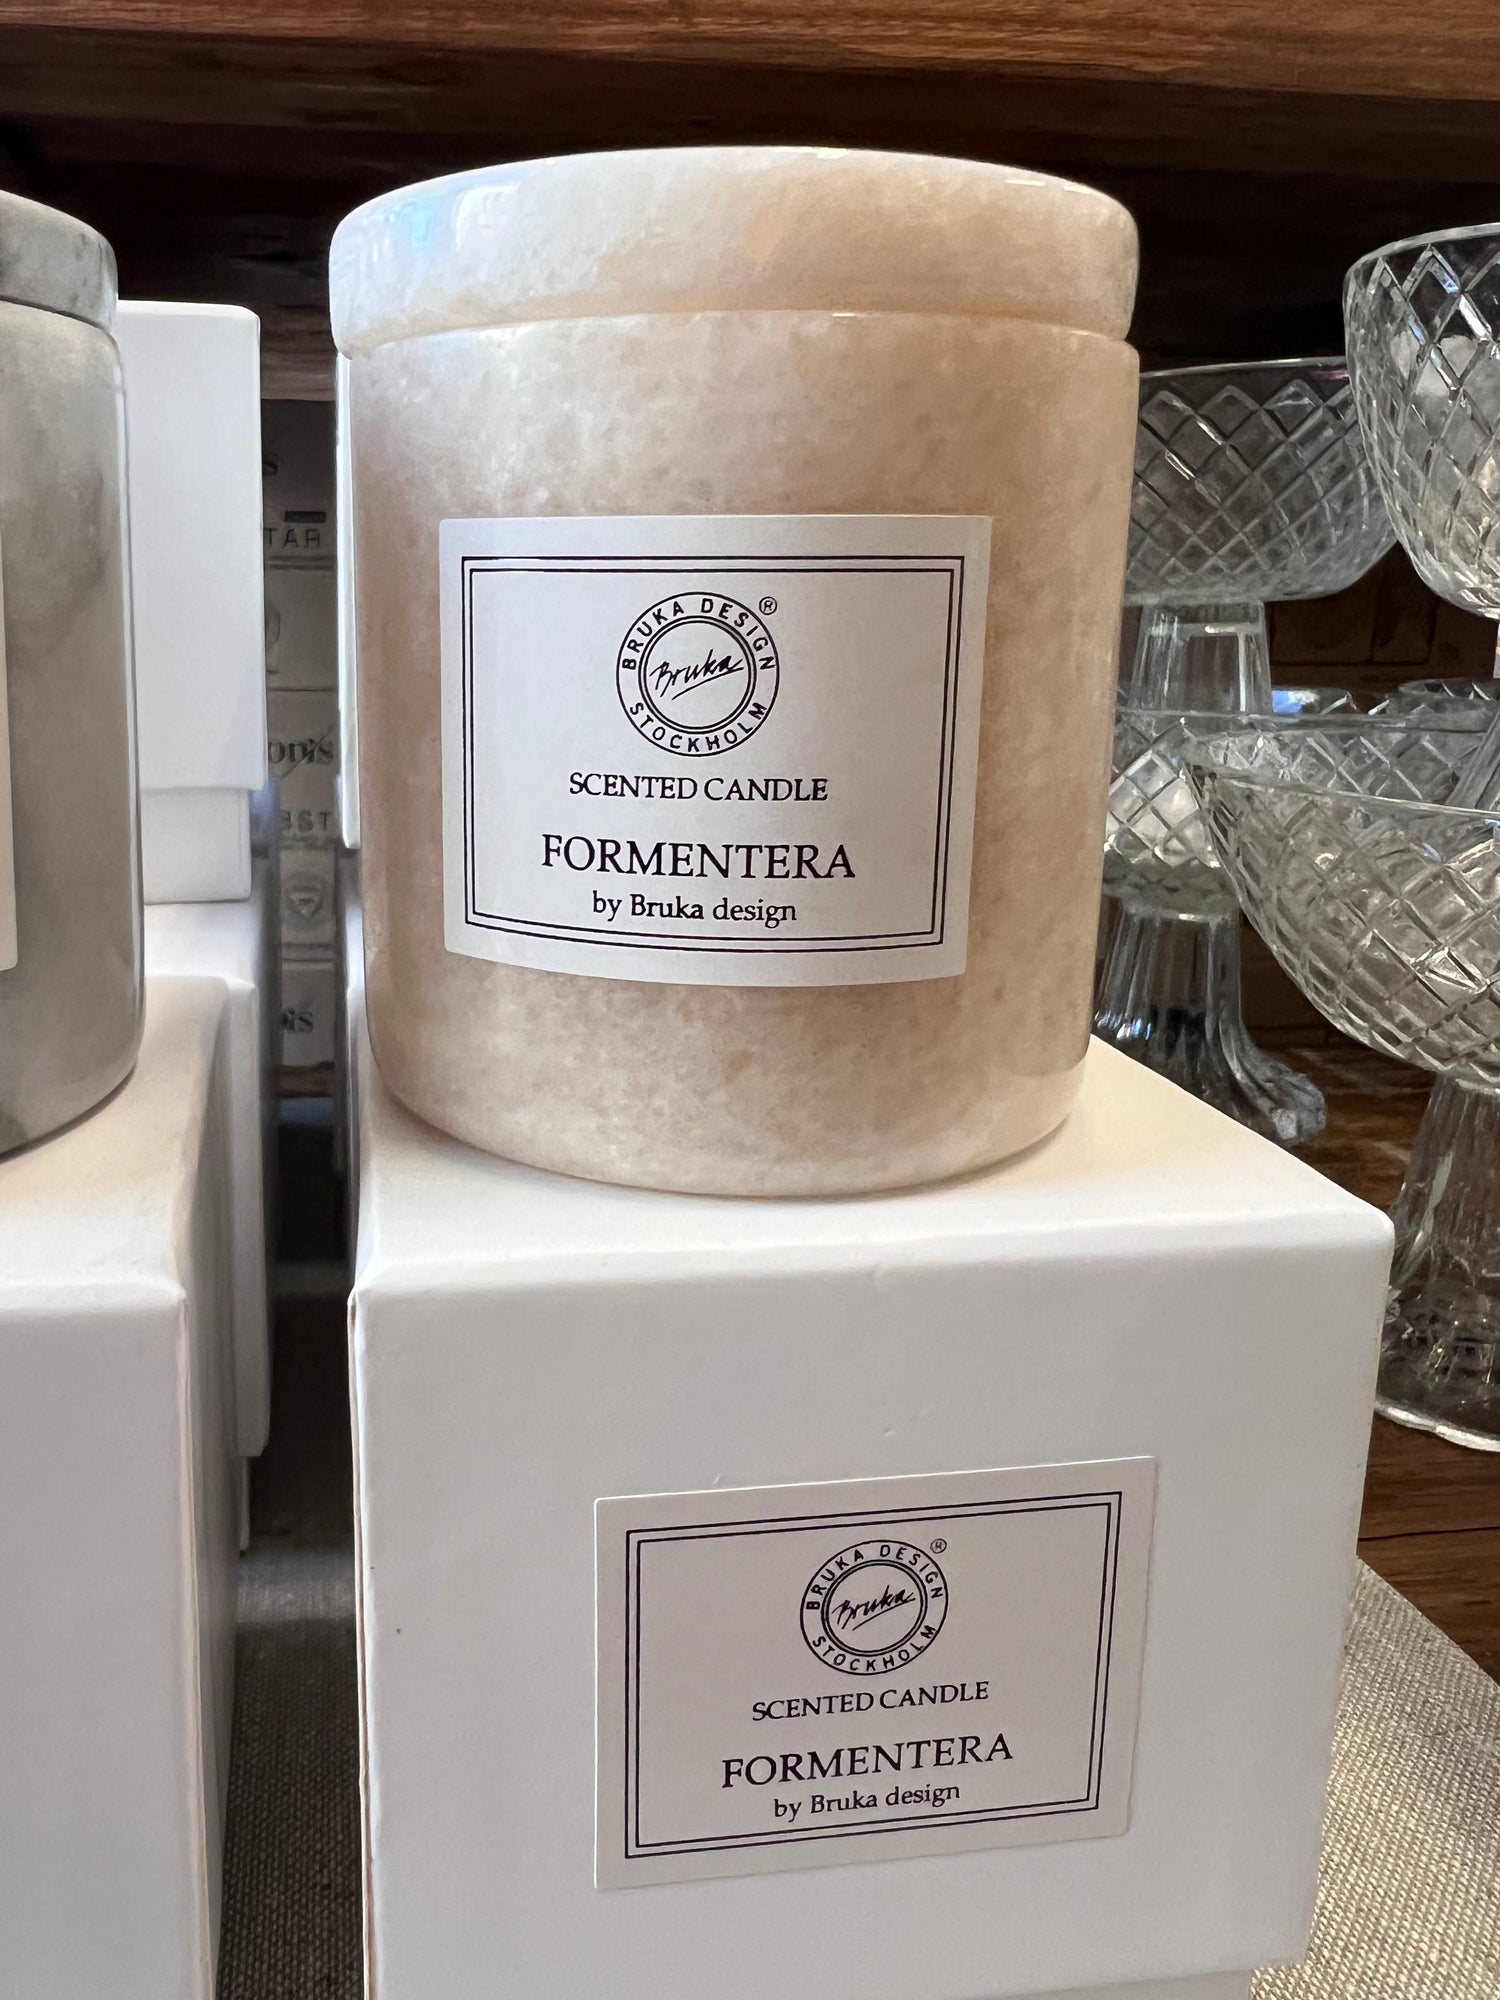 BRUKA DESIGN ®
Bruka
STOCKHOLM
SCENTED CANDLE
FORMENTERA
by Bruka design
BRUKA DESIGN ®
Bruka
STOCKHOLM
SCENTED CANDLE
FORMENTERA
by Bruka design